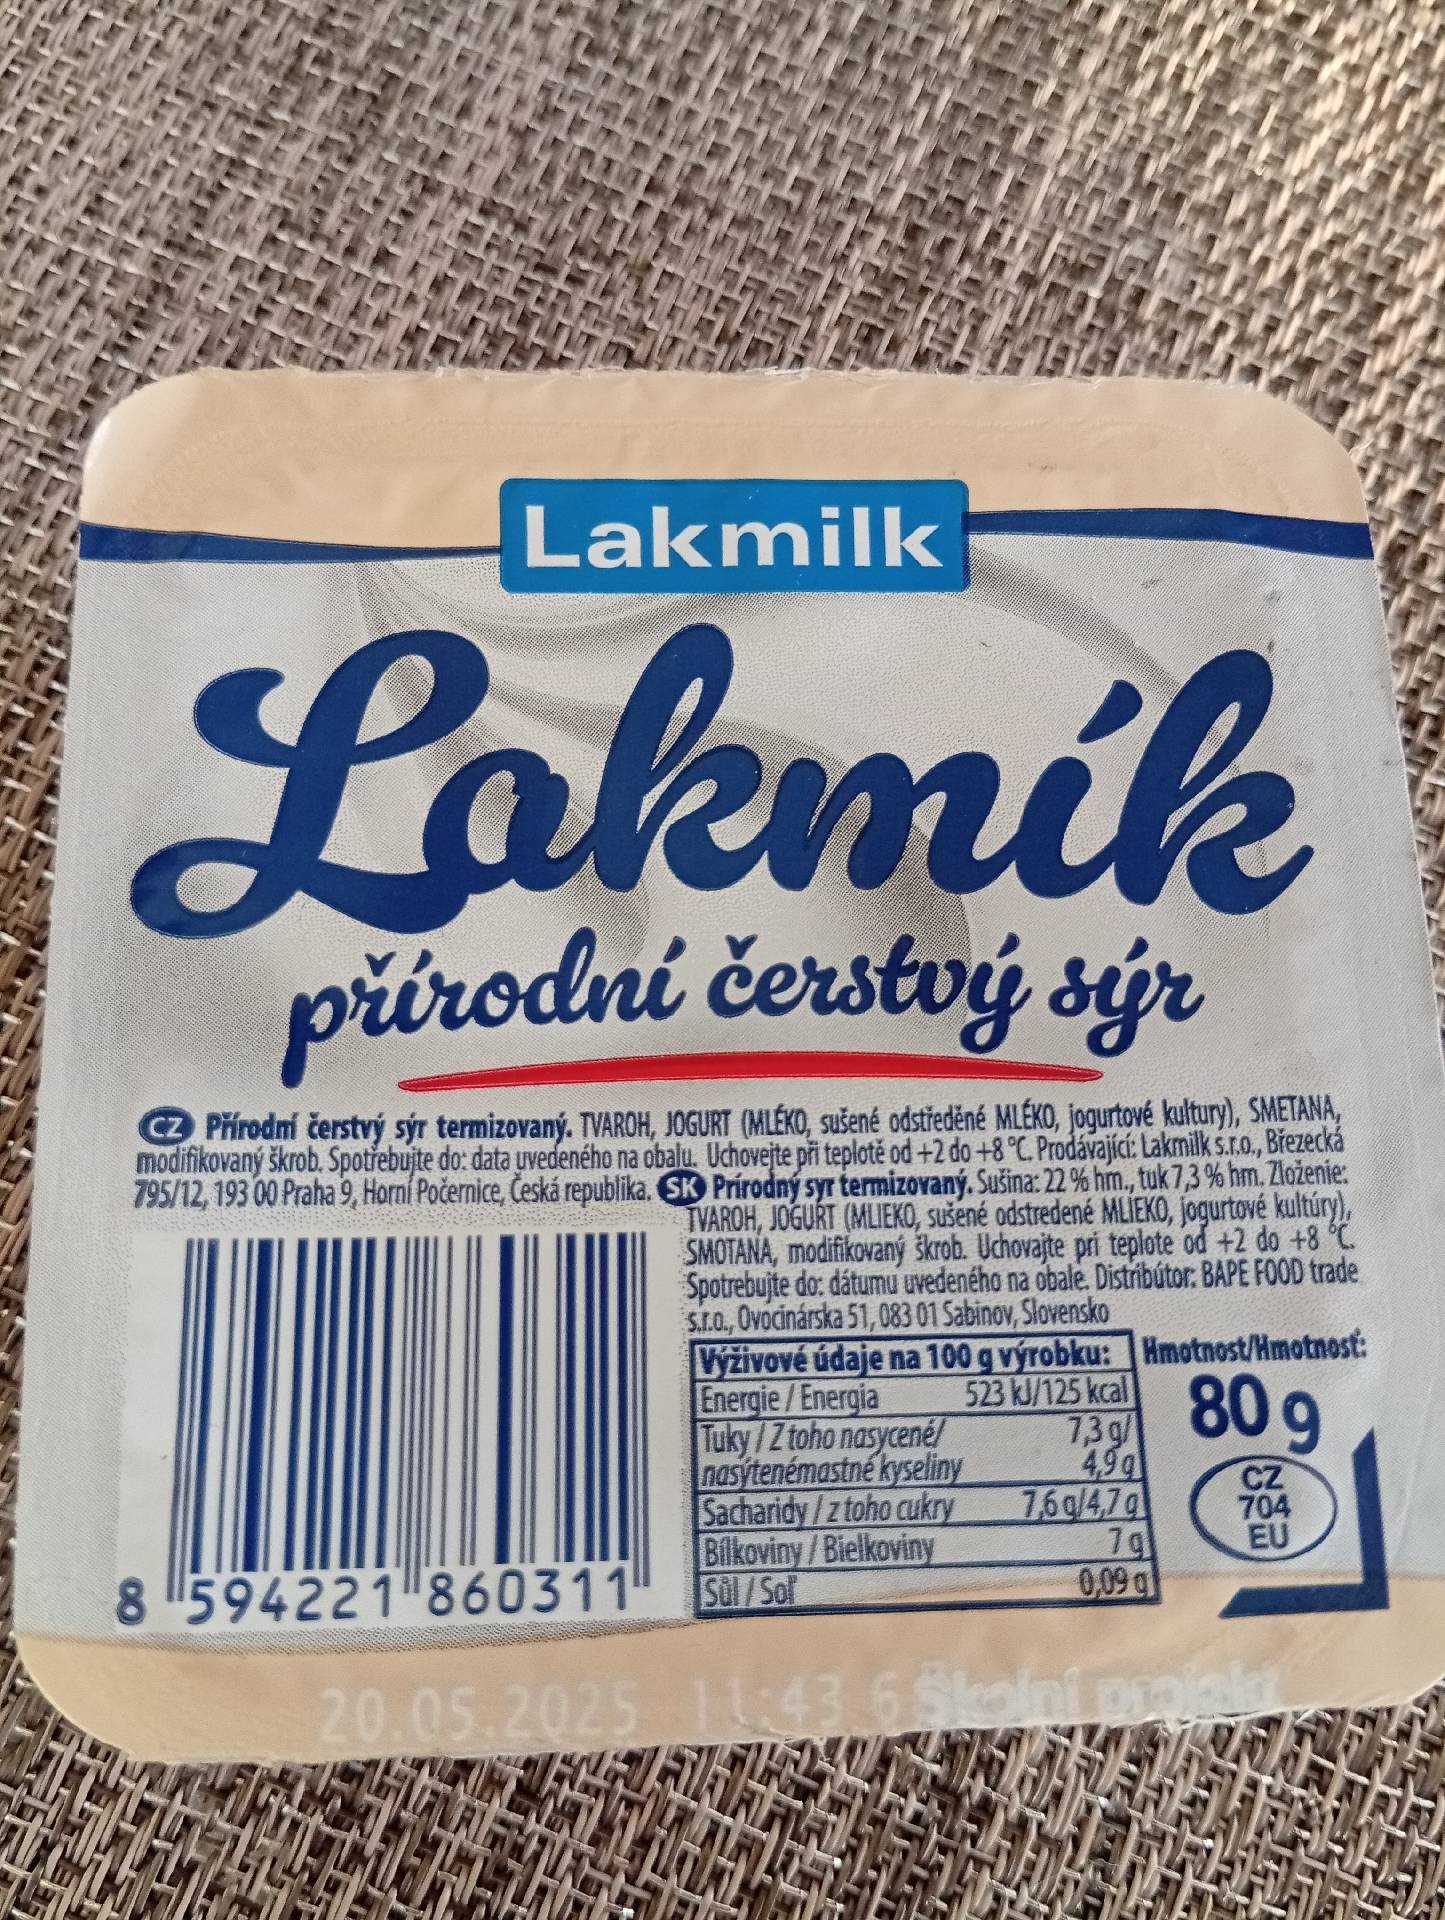 Lakmilk
Lakmík
přírodní čerstvý sýr
CZ Přírodní čerstvý sýr termizovaný. TVAROH, JOGURT (MLÉKO, sušené odstředěné MLÉKO, jogurtové kultury), SMETANA,
modifikovaný škrob. Spotřebujte do: data uvedeného na obalu. Uchovejte při teplotě od +2 do +8 °C. Prodávající: Lakmilk s.r.o., Březecká
795/12, 193 00 Praha 9, Horní Počernice, Česká republika. SK Prírodný syr termizovaný. Sušina: 22 % hm., tuk 7,3 % hm. Zloženie:
TVAROH, JOGURT (MLIEKO, sušené odstredené MLIEKO, jogurtové kultúry),
SMOTANA, modifikovaný škrob. Uchovajte pri teplote od +2 do +8 °C.
Spotrebujte do: dátumu uvedeného na obale. Distribútor: BAPE FOOD trade
s.r.o., Ovocinárska 51, 083 01 Sabinov, Slovensko
Výživové údaje na 100 g výrobku:
Energie / Energia 523 kJ/125 kcal
Tuky / Z toho nasycené/ 7,3 g/
nasýtenémastné kyseliny 4,9 g
Sacharidy / z toho cukry 7,6 g/4,7 g
Bílkoviny / Bielkoviny 7 g
Sůl / Soľ 0,09 g
Hmotnost/Hmotnosť:
80 g
CZ
704
EU
8 594221 860311
20.05.2025 11:43 6 Školní projekt